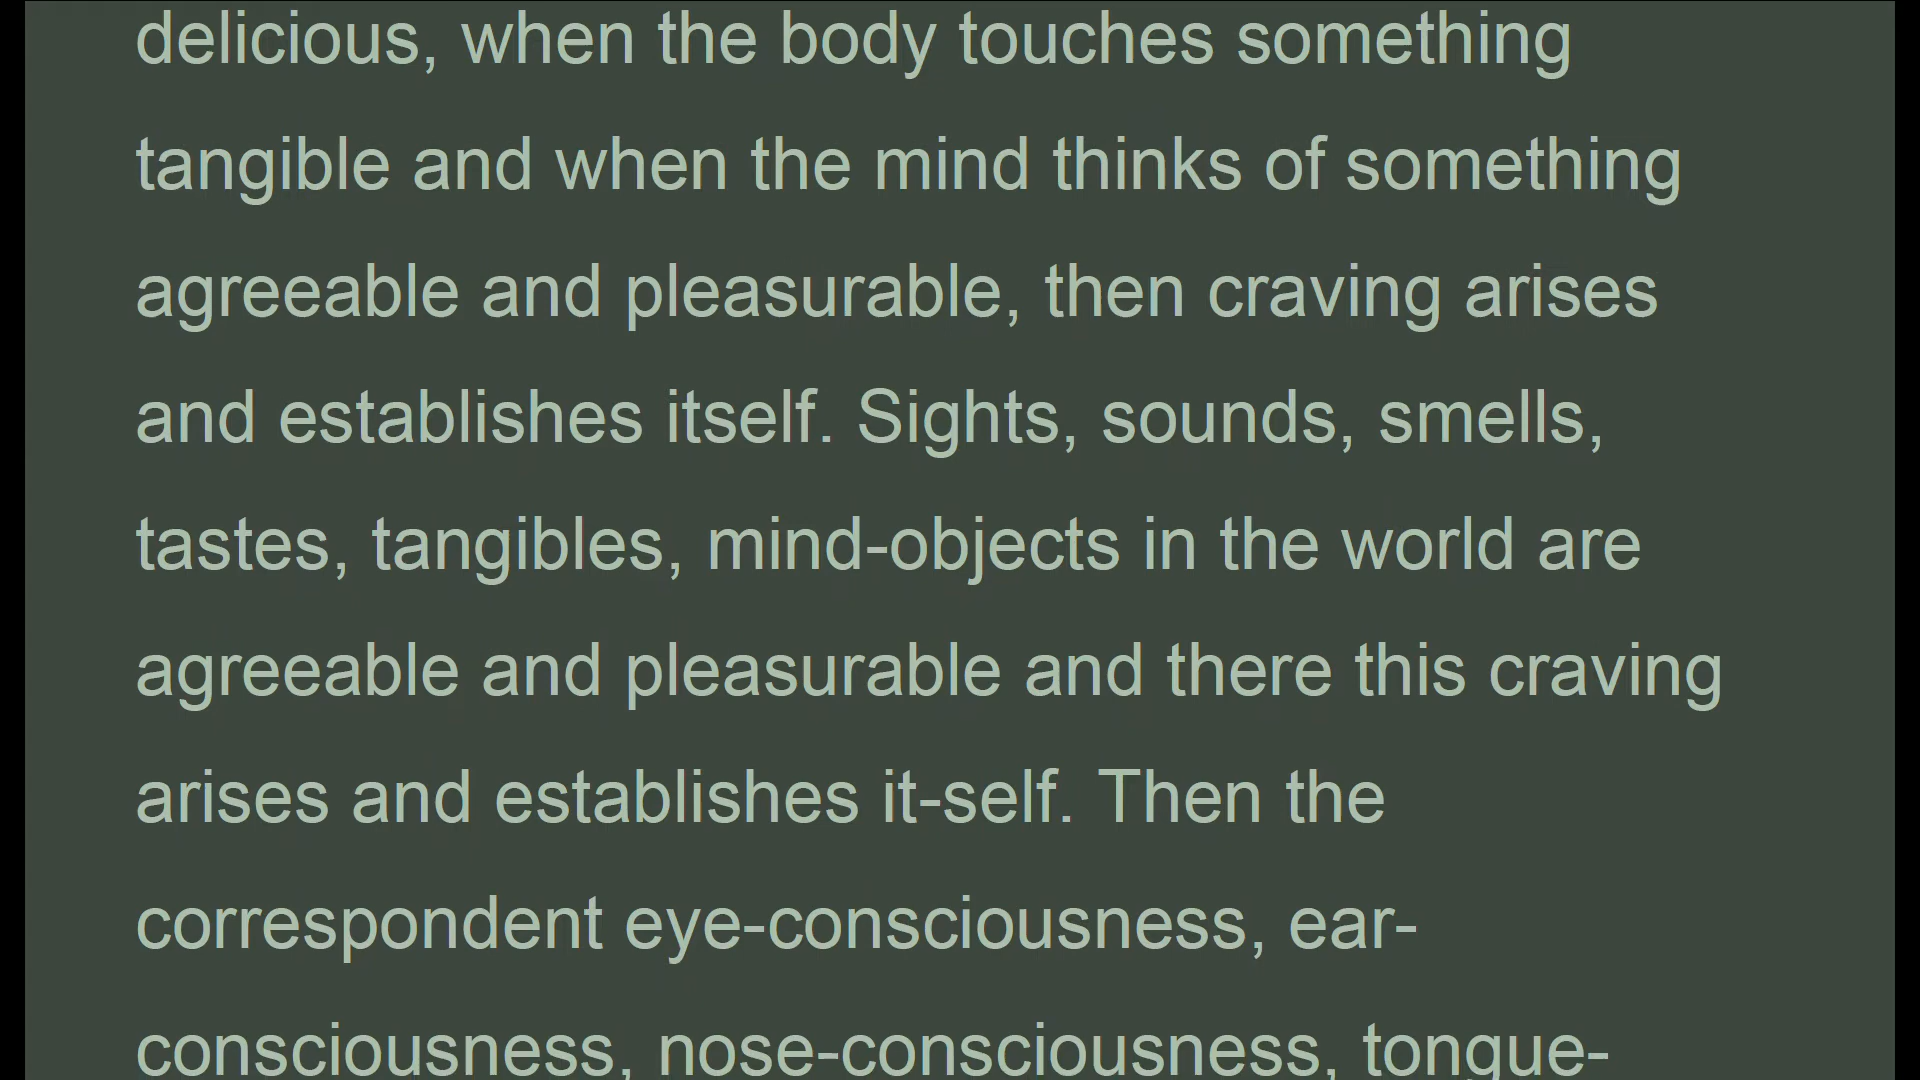 delicious, when the body touches something
tangible and when the mind thinks of something
agreeable and pleasurable, then craving arises
and establishes itself. Sights, sounds, smells,
tastes, tangibles, mind-objects in the world are
agreeable and pleasurable and there this craving
arises and establishes it-self. Then the
correspondent eye-consciousness, ear-
consciousness, nose-consciousness, tongue-